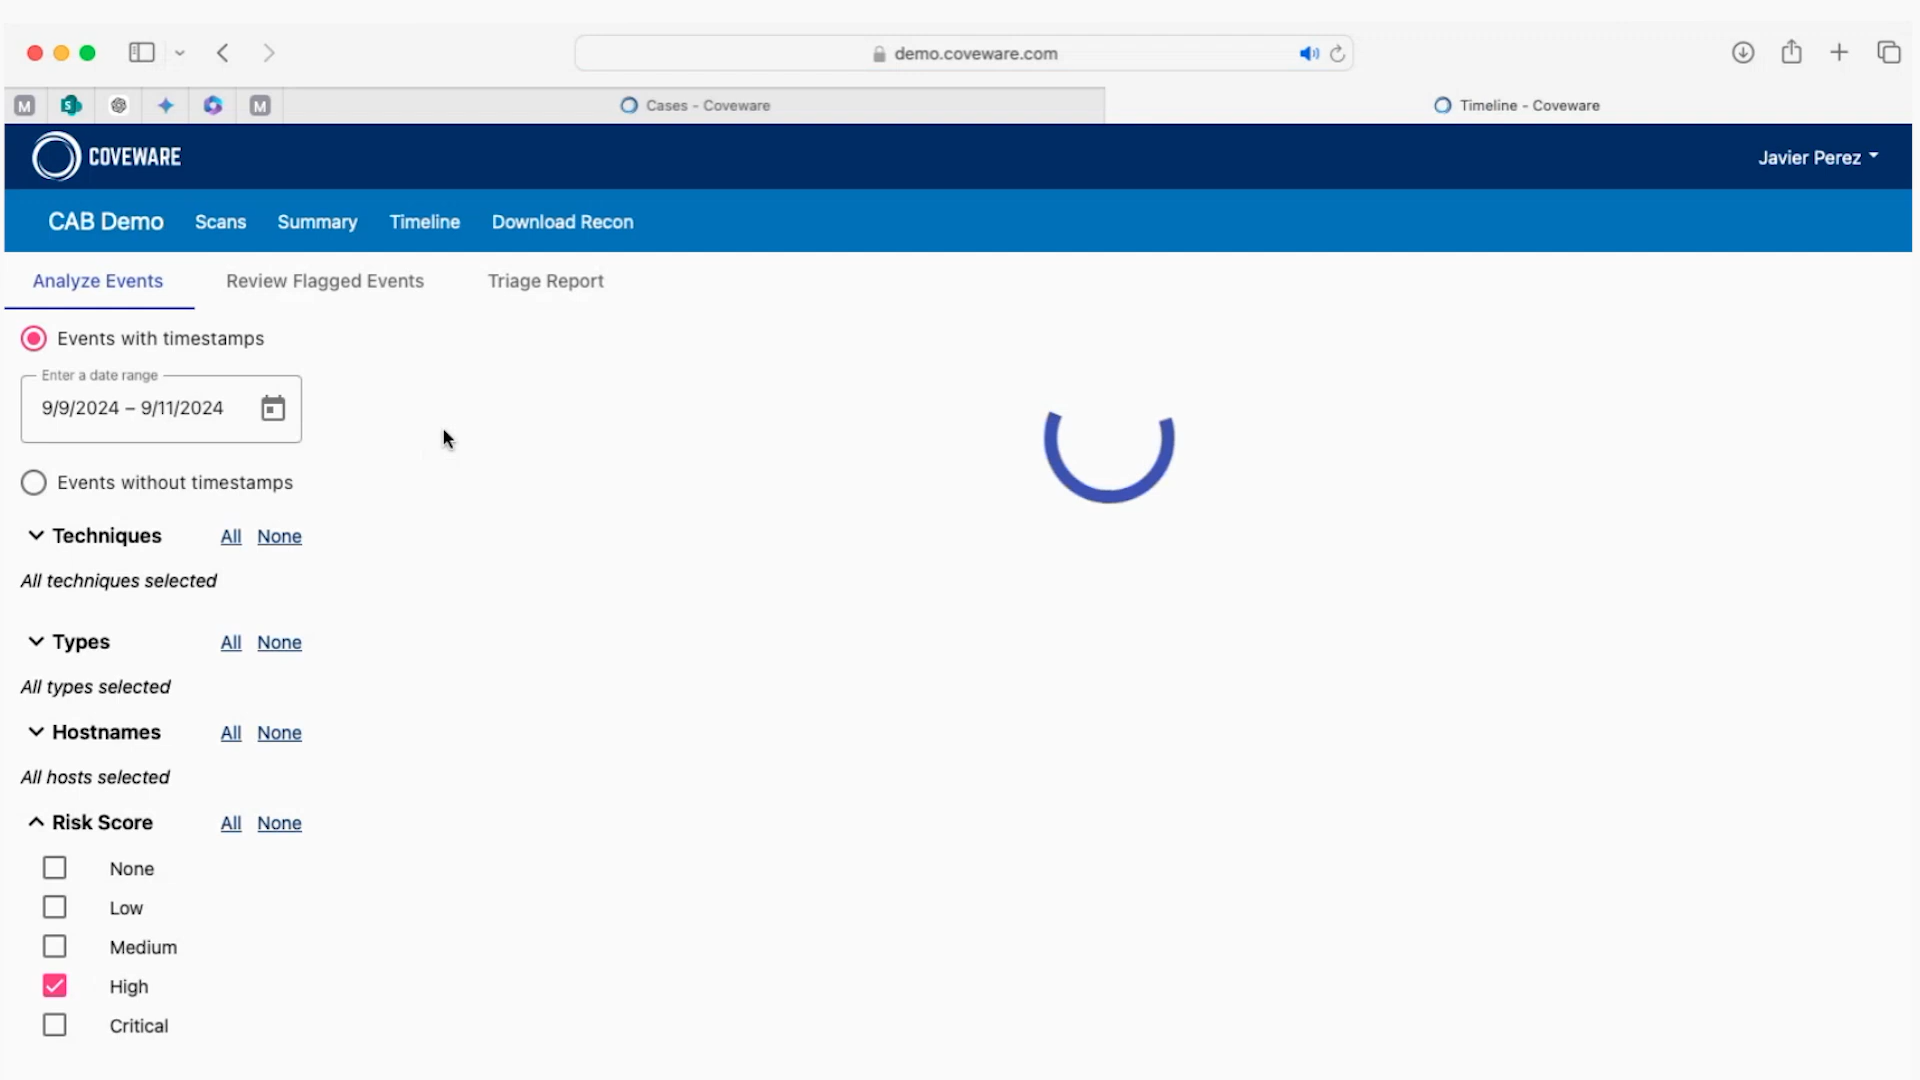 demo.coveware.com
M
S
M
Cases - Coveware
Timeline - Coveware
COVEWARE
Javier Perez
CAB Demo
Scans
Summary
Timeline
Download Recon
Analyze Events
Review Flagged Events
Triage Report
Events with timestamps
Enter a date range
9/9/2024 – 9/11/2024
Events without timestamps
Techniques All None
All techniques selected
Types All None
All types selected
Hostnames All None
All hosts selected
Risk Score All None
None
Low
Medium
High
Critical